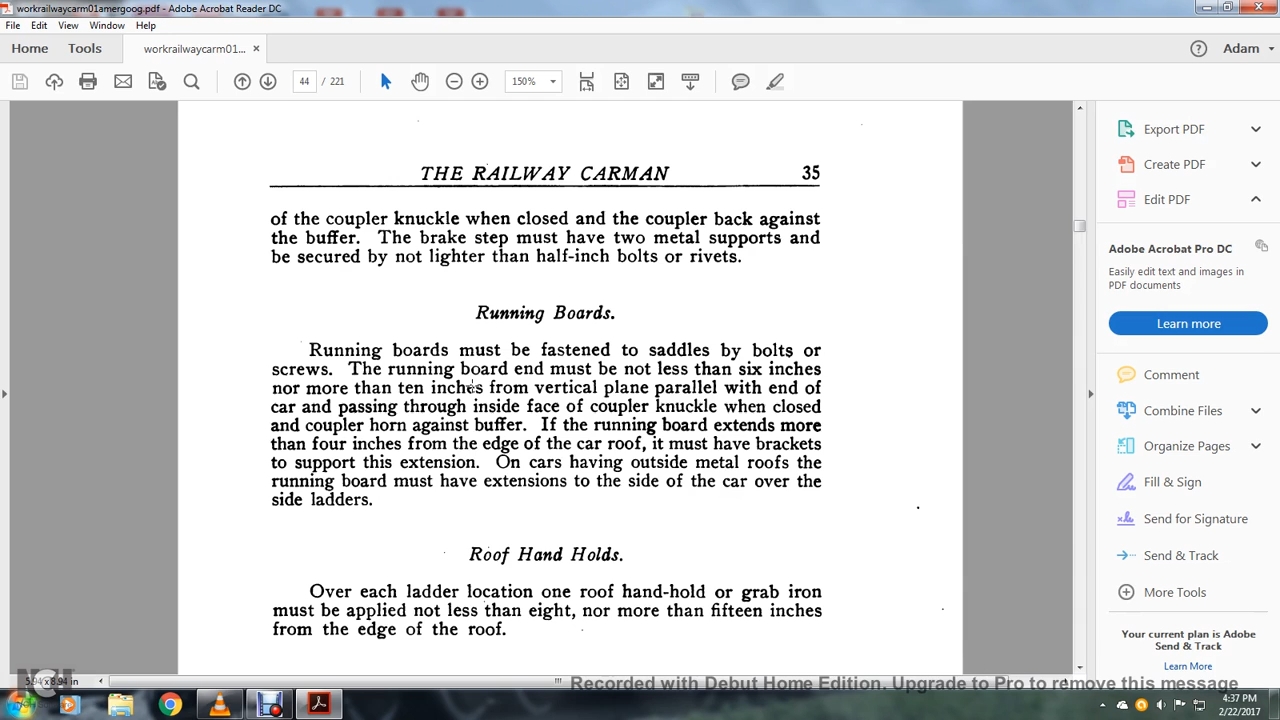 workrailwaycarm01amergoog.pdf - Adobe Acrobat Reader DC
File Edit View Window Help
Home Tools workrailwaycarm01... × Adam
44 / 221 150%
THE RAILWAY CARMAN 35
of the coupler knuckle when closed and the coupler back against
the buffer. The brake step must have two metal supports and
be secured by not lighter than half-inch bolts or rivets.
Running Boards.
Running boards must be fastened to saddles by bolts or
screws. The running board end must be not less than six inches
nor more than ten inches from vertical plane parallel with end of
car and passing through inside face of coupler knuckle when closed
and coupler horn against buffer. If the running board extends more
than four inches from the edge of the car roof, it must have brackets
to support this extension. On cars having outside metal roofs the
running board must have extensions to the side of the car over the
side ladders.
Roof Hand Holds.
Over each ladder location one roof hand-hold or grab iron
must be applied not less than eight, nor more than fifteen inches
from the edge of the roof.
Export PDF
Create PDF
Edit PDF
Adobe Acrobat Pro DC
Easily edit text and images in
PDF documents
Learn more
Comment
Combine Files
Organize Pages
Fill & Sign
Send for Signature
Send & Track
More Tools
Your current plan is Adobe
Send & Track
Learn More
5.94 x 8.94 in
Recorded with Debut Home Edition. Upgrade to Pro to remove this message
4:37 PM
2/22/2017